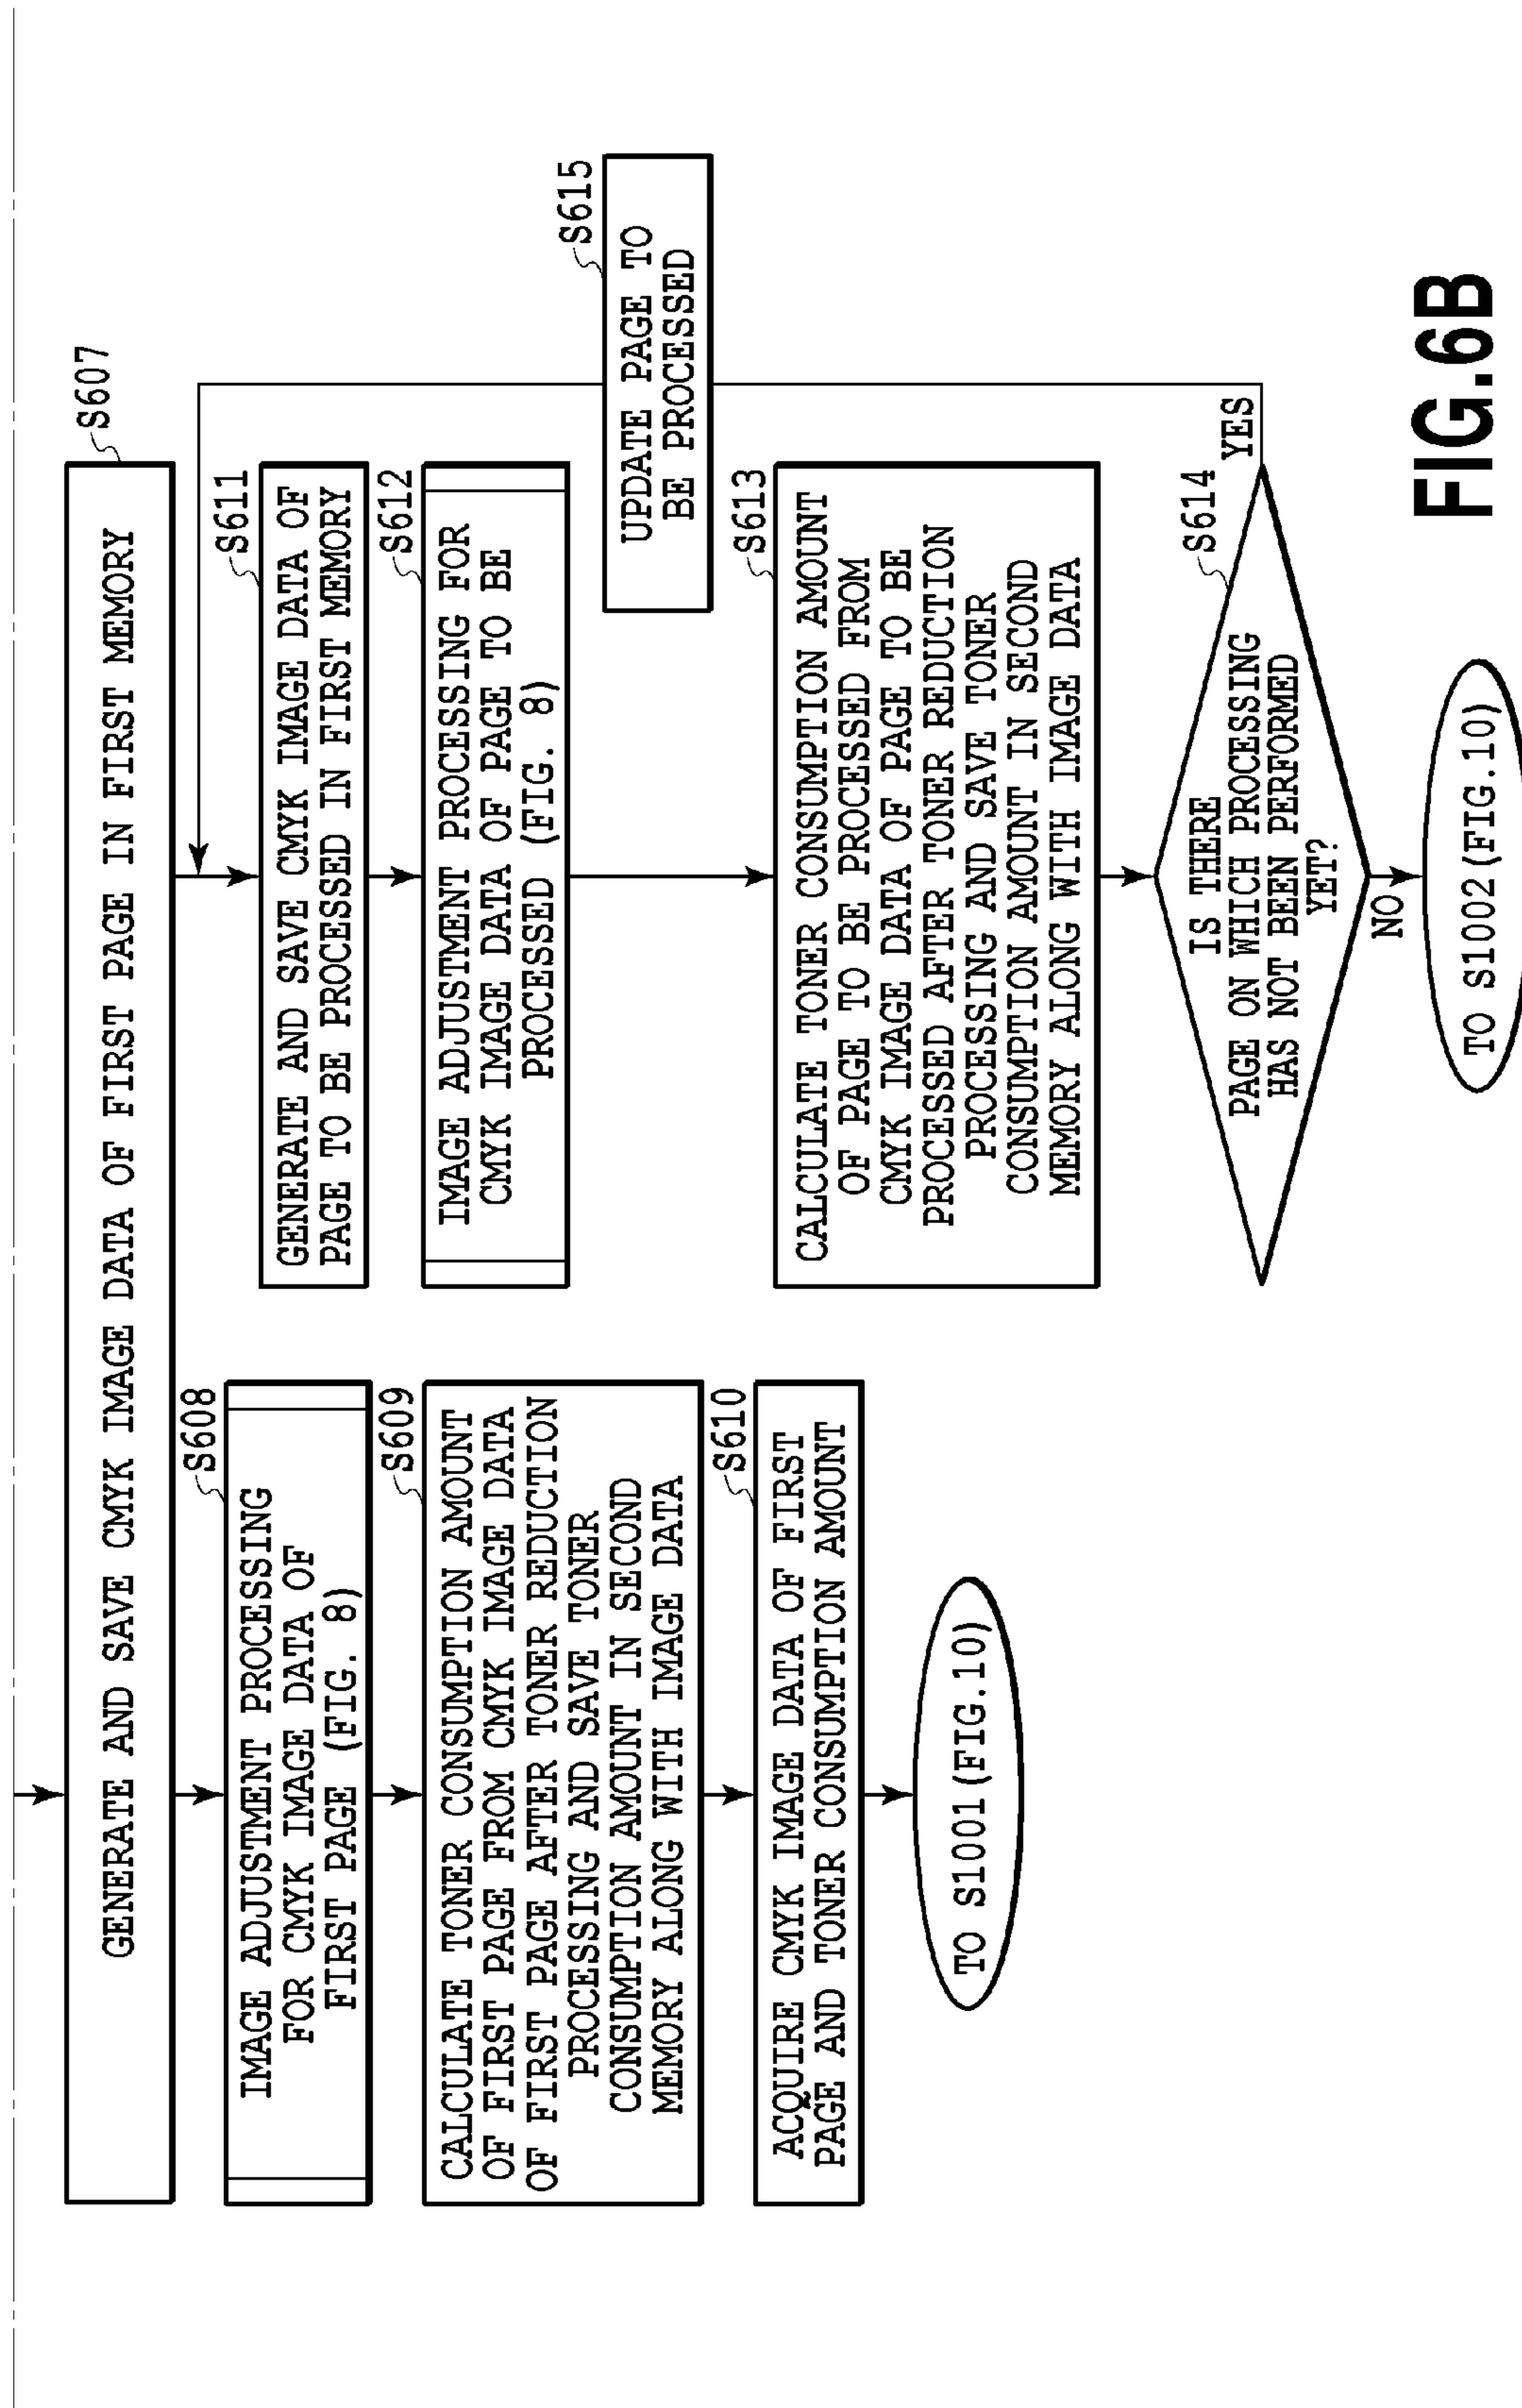 GENERATE AND SAVE CMYK IMAGE DATA OF FIRST PAGE IN FIRST MEMORY
S607
S608
IMAGE ADJUSTMENT PROCESSING
FOR CMYK IMAGE DATA OF
FIRST PAGE (FIG. 8)
S609
CALCULATE TONER CONSUMPTION AMOUNT
OF FIRST PAGE FROM CMYK IMAGE DATA
OF FIRST PAGE AFTER TONER REDUCTION
PROCESSING AND SAVE TONER
CONSUMPTION AMOUNT IN SECOND
MEMORY ALONG WITH IMAGE DATA
S610
ACQUIRE CMYK IMAGE DATA OF FIRST
PAGE AND TONER CONSUMPTION AMOUNT
TO S1001(FIG.10)
S611
GENERATE AND SAVE CMYK IMAGE DATA OF
PAGE TO BE PROCESSED IN FIRST MEMORY
S612
IMAGE ADJUSTMENT PROCESSING FOR
CMYK IMAGE DATA OF PAGE TO BE
PROCESSED (FIG. 8)
S613
CALCULATE TONER CONSUMPTION AMOUNT
OF PAGE TO BE PROCESSED FROM
CMYK IMAGE DATA OF PAGE TO BE
PROCESSED AFTER TONER REDUCTION
PROCESSING AND SAVE TONER
CONSUMPTION AMOUNT IN SECOND
MEMORY ALONG WITH IMAGE DATA
S614
IS THERE
PAGE ON WHICH PROCESSING
HAS NOT BEEN PERFORMED
YET?
YES
NO
TO S1002(FIG.10)
S615
UPDATE PAGE TO
BE PROCESSED
FIG.6B